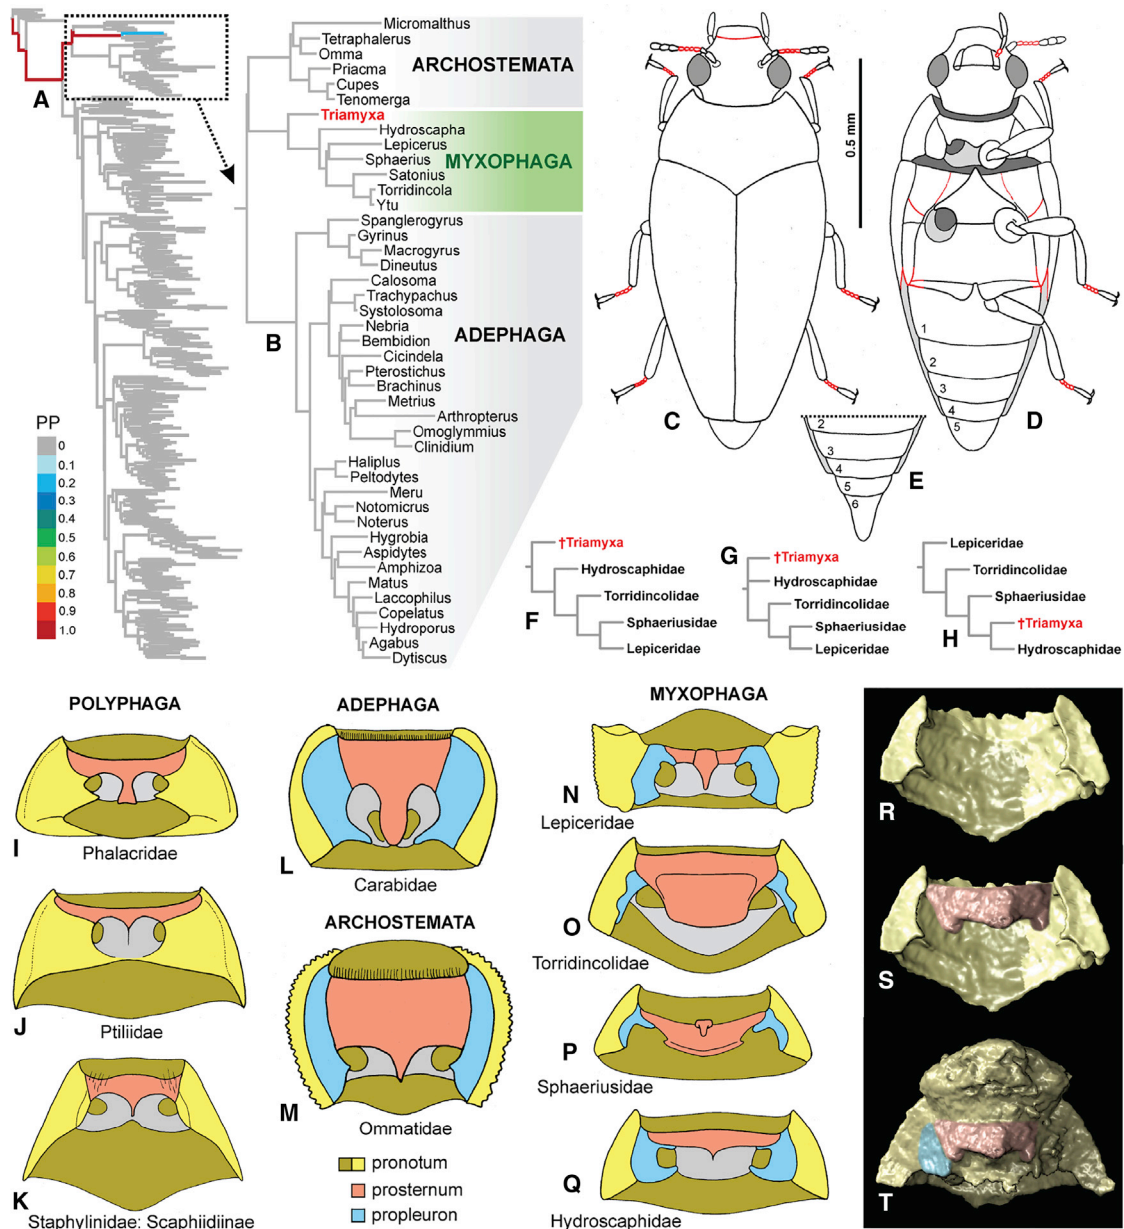 A
PP
0
0.1
0.2
0.3
0.4
0.5
0.6
0.7
0.8
0.9
1.0
B
Micromalthus
Tetraphalerus
Omma
Priacma
Cupes
Tenomerga
ARCHOSTEMATA
Triamyxa
Hydroscapha
Lepicerus
Sphaerius
Satonius
Torridincola
Ytu
MYXOPHAGA
Spanglerogyrus
Gyrinus
Macrogyrus
Dineutus
Calosoma
Trachypachus
Systolosoma
Nebria
Bembidion
Cicindela
Pterostichus
Brachinus
Metrius
Arthropterus
Omoglymmius
Clinidium
Haliplus
Peltodytes
Meru
Notomicrus
Noterus
Hygrobia
Aspidytes
Amphizoa
Matus
Laccophilus
Copelatus
Hydroporus
Agabus
Dytiscus
ADEPHAGA
C
0.5 mm
D
1
2
3
4
5
E
2
3
4
5
6
F
†Triamyxa
Hydroscaphidae
Torridincolidae
Sphaeriusidae
Lepiceridae
G
†Triamyxa
Hydroscaphidae
Torridincolidae
Sphaeriusidae
Lepiceridae
H
Lepiceridae
Torridincolidae
Sphaeriusidae
†Triamyxa
Hydroscaphidae
POLYPHAGA
I
Phalacridae
J
Ptiliidae
K
Staphylinidae: Scaphiidiinae
ADEPHAGA
L
Carabidae
ARCHOSTEMATA
M
Ommatidae
pronotum
prosternum
propleuron
MYXOPHAGA
N
Lepiceridae
O
Torridincolidae
P
Sphaeriusidae
Q
Hydroscaphidae
R
S
T